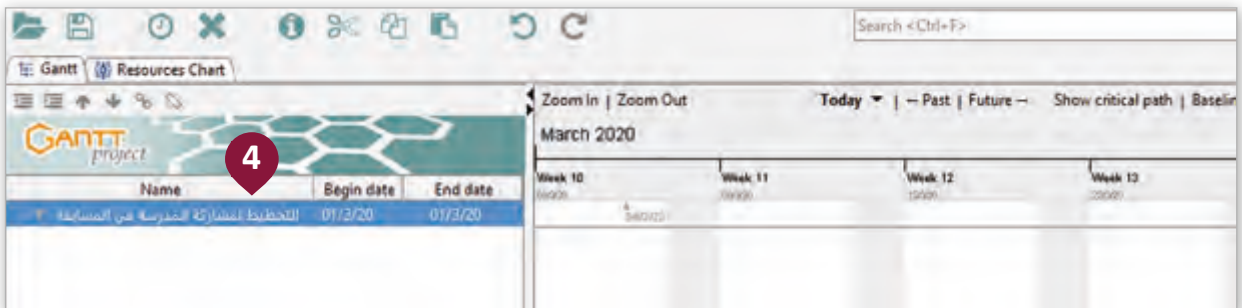 Search <Ctrl+F>
Gantt
Resources Chart
Zoom In | Zoom Out
Today ▼ | ← Past | Future → Show critical path | Baselin
GANTT
project
March 2020
4
Name
Begin date
End date
Week 10
Week 11
Week 12
Week 13
التخطيط لمشاركة المدرسة في المسابقة
01/3/20
01/3/20